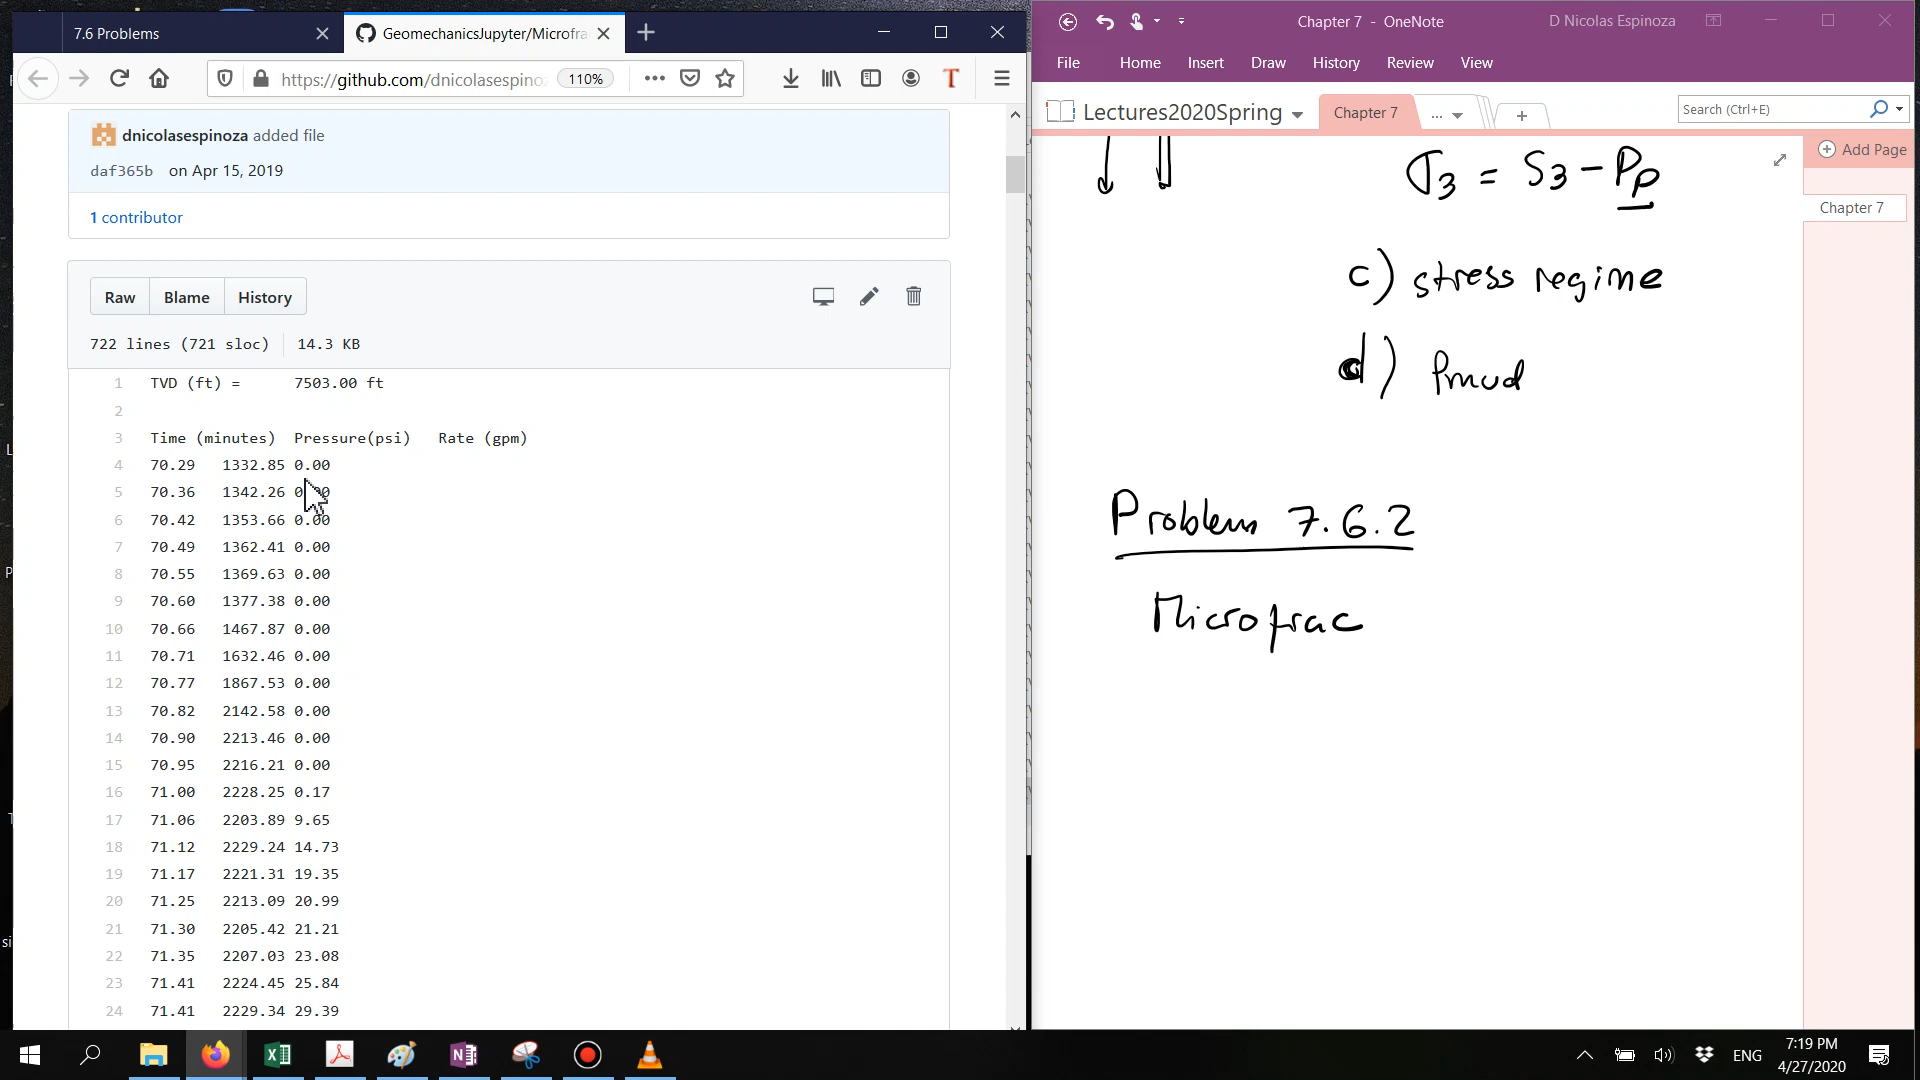 7.6 Problems
GeomechanicsJupyter/Microfra
https://github.com/dnicolasespinoz
110%
dnicolasespinoza added file
daf365b on Apr 15, 2019
1 contributor
Raw Blame History
722 lines (721 sloc) 14.3 KB
1 TVD (ft) = 7503.00 ft
2
3 Time (minutes) Pressure(psi) Rate (gpm)
4 70.29 1332.85 0.00
5 70.36 1342.26
6 70.42 1353.66 0.00
7 70.49 1362.41 0.00
8 70.55 1369.63 0.00
9 70.60 1377.38 0.00
10 70.66 1467.87 0.00
11 70.71 1632.46 0.00
12 70.77 1867.53 0.00
13 70.82 2142.58 0.00
14 70.90 2213.46 0.00
15 70.95 2216.21 0.00
16 71.00 2228.25 0.17
17 71.06 2203.89 9.65
18 71.12 2229.24 14.73
19 71.17 2221.31 19.35
20 71.25 2213.09 20.99
21 71.30 2205.42 21.21
22 71.35 2207.03 23.08
23 71.41 2224.45 25.84
24 71.41 2229.34 29.39
Chapter 7 - OneNote
D Nicolas Espinoza
File Home Insert Draw History Review View
Lectures2020Spring
Chapter 7
...
Search (Ctrl+E)
Add Page
Chapter 7
σ3 = S3 - Pp
c) stress regime
d) Pmud
Problem 7.6.2
Microfrac
ENG
7:19 PM
4/27/2020